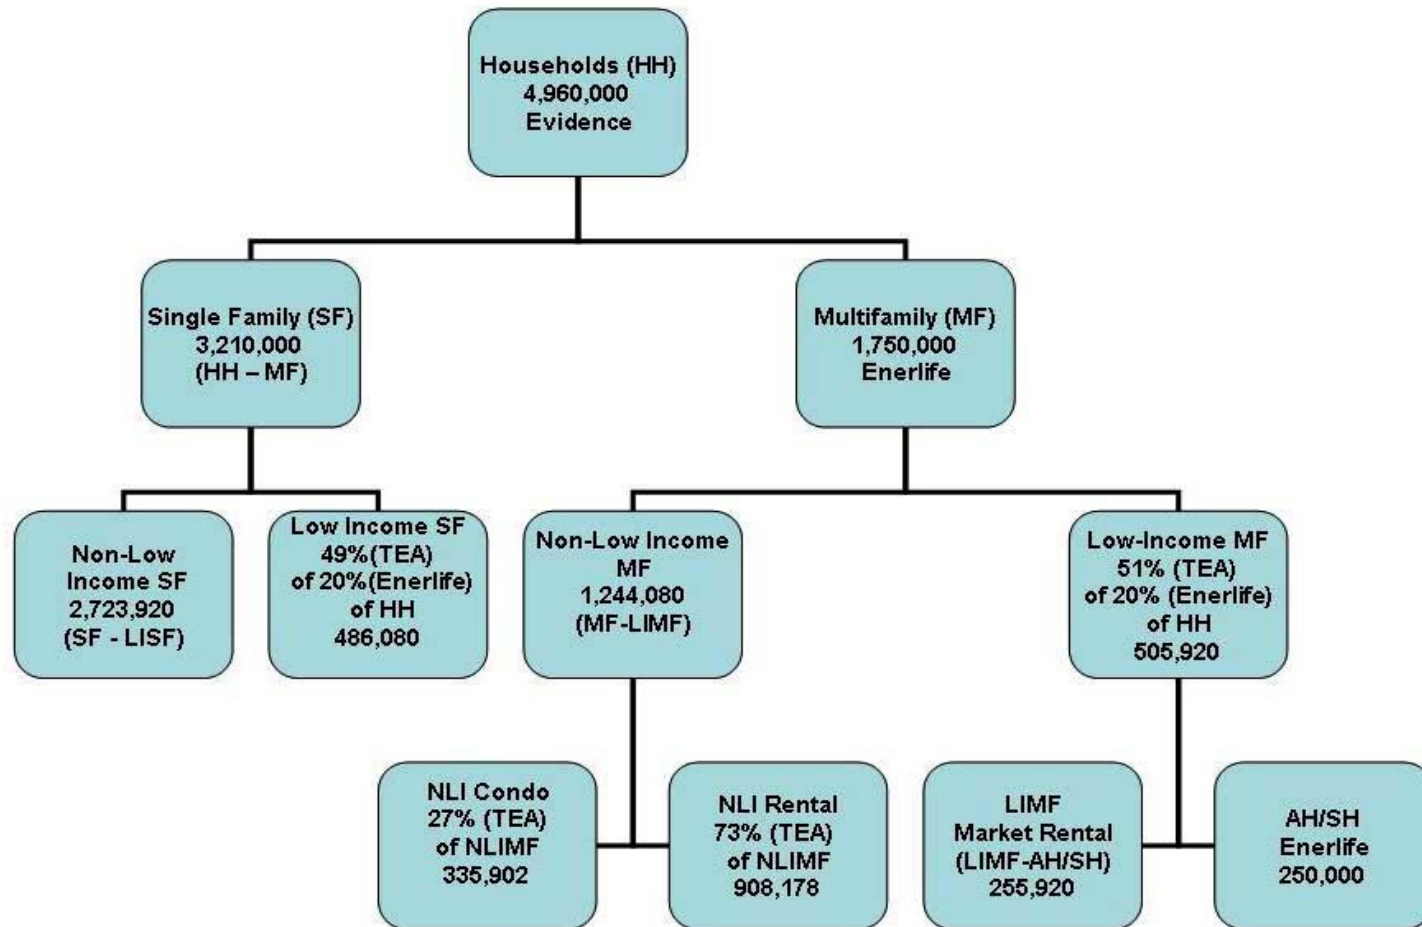 Households (HH)
4,960,000
Evidence
Single Family (SF)
3,210,000
(HH – MF)
Multifamily (MF)
1,750,000
Enerlife
Non-Low
Income SF
2,723,920
(SF - LISF)
Low Income SF
49%(TEA)
of 20%(Enerlife)
of HH
486,080
Non-Low Income
MF
1,244,080
(MF-LIMF)
Low-Income MF
51% (TEA)
of 20% (Enerlife)
of HH
505,920
NLI Condo
27% (TEA)
of NLIMF
335,902
NLI Rental
73% (TEA)
of NLIMF
908,178
LIMF
Market Rental
(LIMF-AH/SH)
255,920
AH/SH
Enerlife
250,000